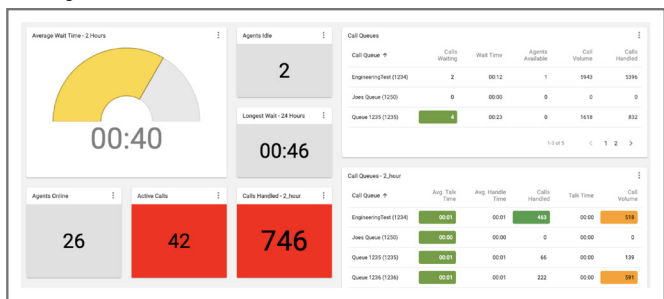 Average Wait Time - 2 Hours
00:40
Agents Idle
2
Longest Wait - 24 Hours
00:46
Agents Online
26
Active Calls
42
Calls Handled - 2_hour
746
Call Queues
Call Queue ↑ Calls Waiting Wait Time Agents Available Call Volume Calls Handled
EngineeringTest (1234) 2 00:12 1 5943 5396
Joes Queue (1250) 0 00:00 0 0 0
Queue 1235 (1235) 4 00:23 0 1618 832
1-3 of 5 < 1 2 >
Call Queues - 2_hour
Call Queue ↑ Avg. Talk Time Avg. Handle Time Calls Handled Talk Time Call Volume
EngineeringTest (1234) 00:01 00:01 463 00:00 518
Joes Queue (1250) 00:00 00:00 0 00:00 0
Queue 1235 (1235) 00:01 00:01 66 00:00 139
Queue 1236 (1236) 00:01 00:01 222 00:00 591